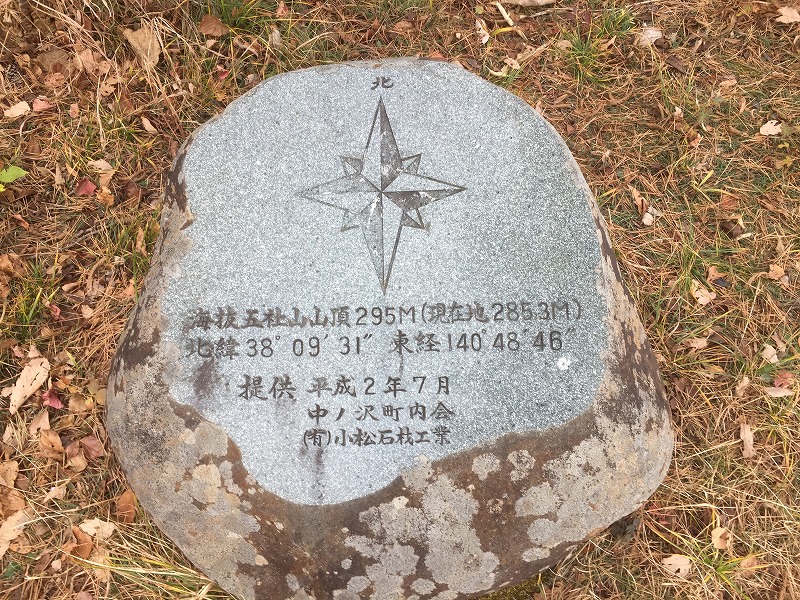 北
海抜五社山山頂295M(現在地285.3M)
北緯38°09′31″ 東経140°48′46″
提供 平成2年7月
中ノ沢町内会
(有)小松石材工業